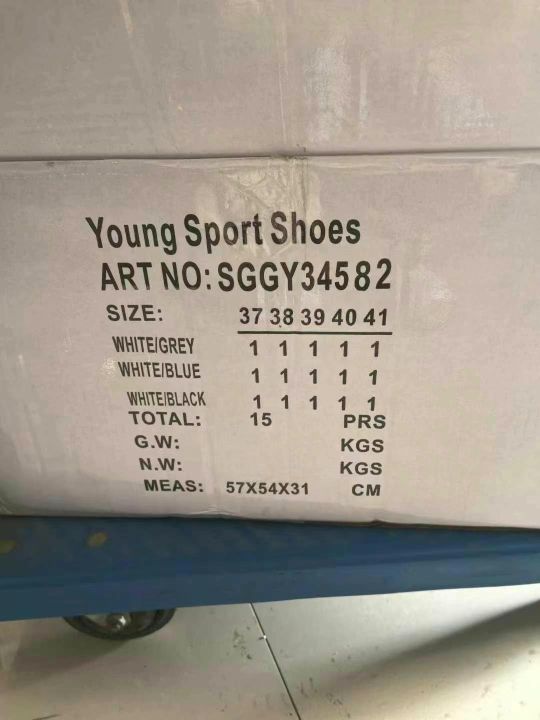 Young Sport Shoes
ART NO: SGGY34582
SIZE: 37 38 39 40 41
WHITE/GREY 1 1 1 1 1
WHITE/BLUE 1 1 1 1 1
WHITE/BLACK 1 1 1 1 1
TOTAL: 15 PRS
G.W: KGS
N.W: KGS
MEAS: 57X54X31 CM